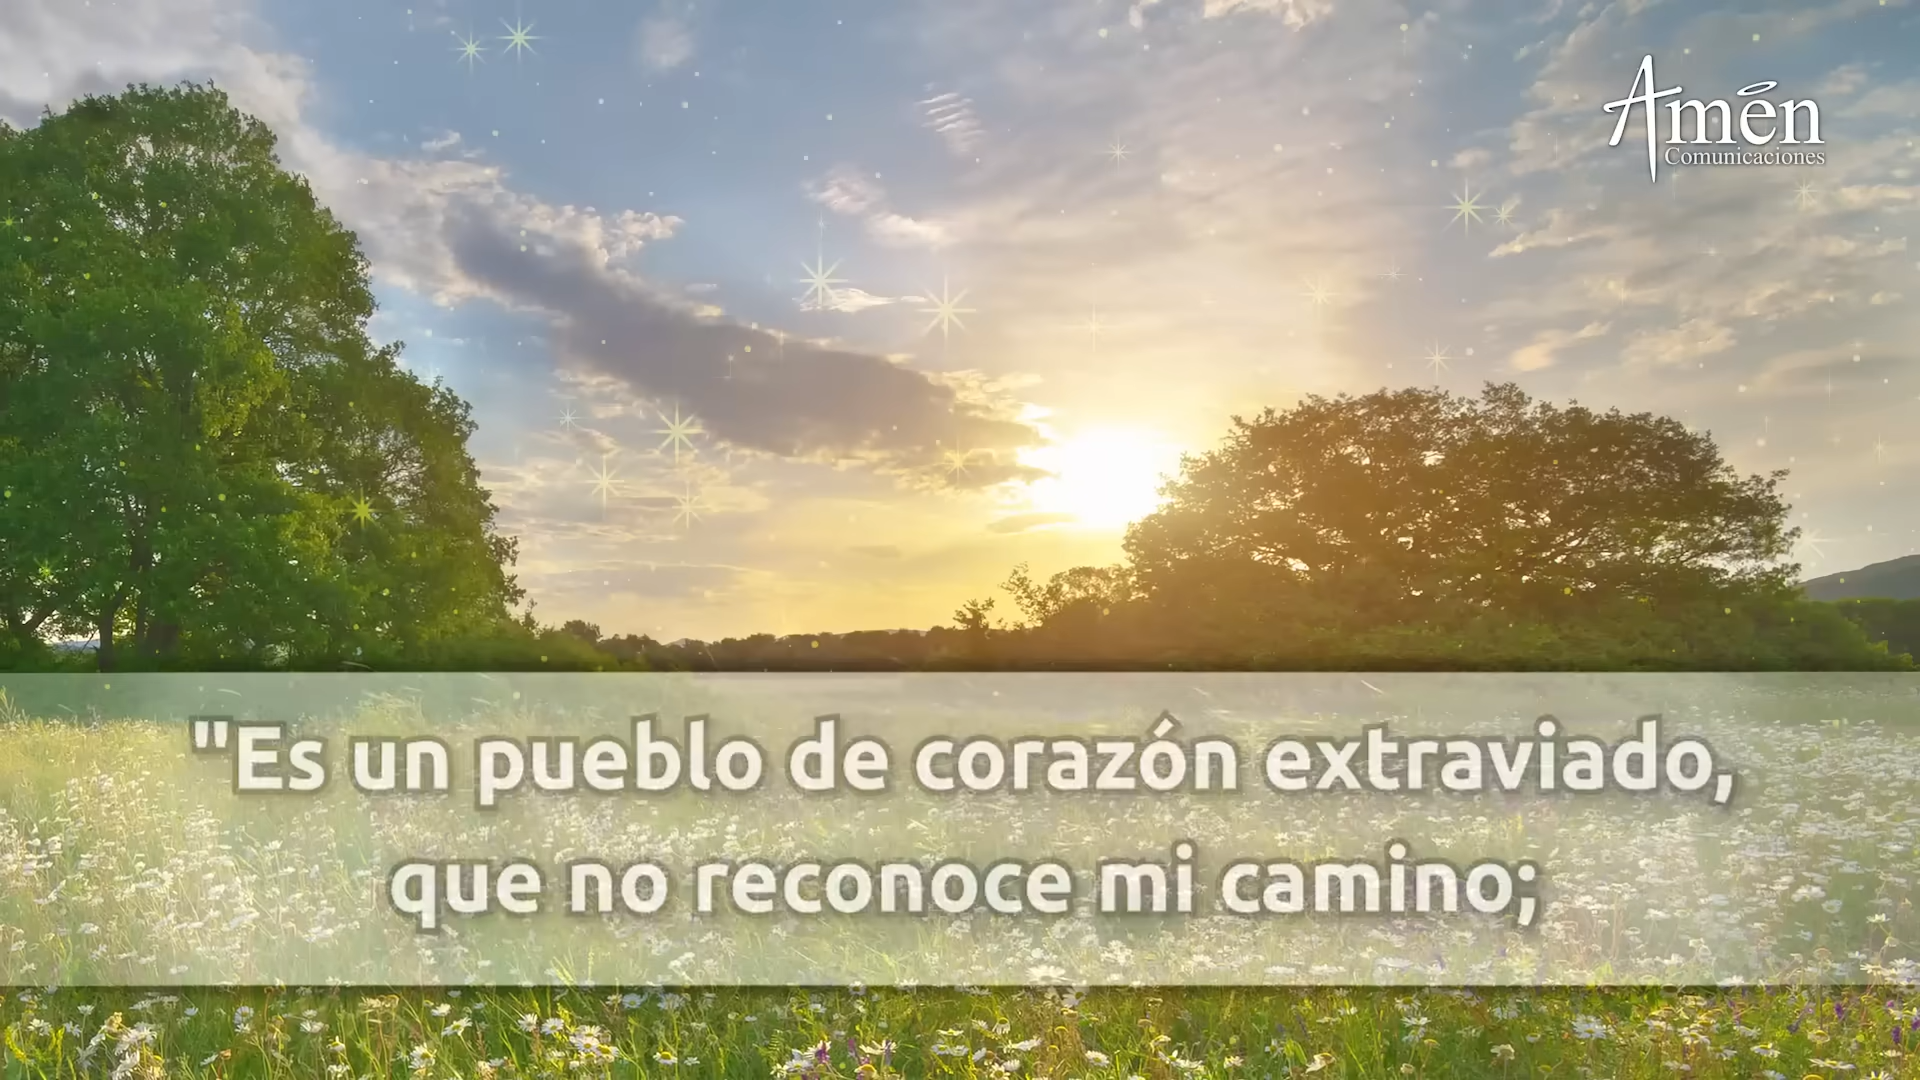 Amén
Comunicaciones
"Es un pueblo de corazón extraviado,
que no reconoce mi camino;